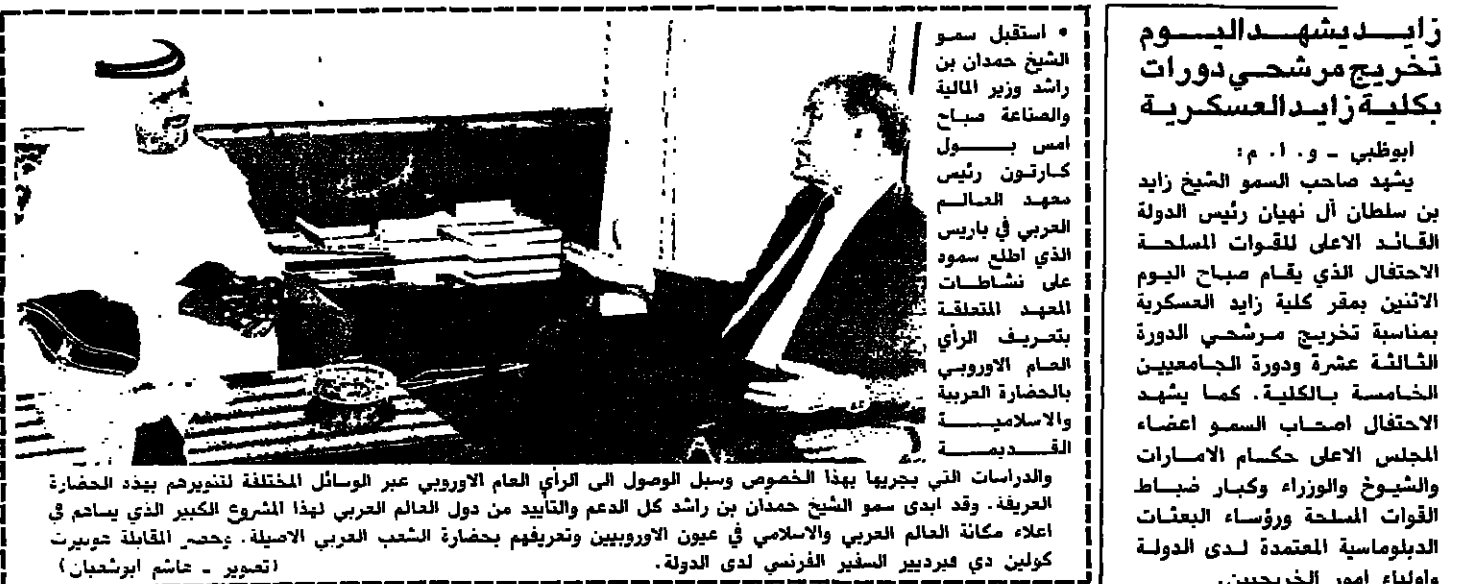 زايد يشهد اليوم
تخريج مرشحي دورات
بكلية زايد العسكرية
ابوظبي - و. ا. م:
يشهد صاحب السمو الشيخ زايد
بن سلطان آل نهيان رئيس الدولة
القائد الاعلى للقوات المسلحة
الاحتفال الذي يقام صباح اليوم
الاثنين بمقر كلية زايد العسكرية
بمناسبة تخريج مرشحي الدورة
الثالثة عشرة ودورة الجامعيين
الخامسة بالكلية. كما يشهد
الاحتفال اصحاب السمو اعضاء
المجلس الاعلى حكام الامارات
والشيوخ والوزراء وكبار ضباط
القوات المسلحة ورؤساء البعثات
الدبلوماسية المعتمدة لدى الدولة
واولياء امور الخريجين.
• استقبل سمو
الشيخ حمدان بن
راشد وزير المالية
والصناعة صباح
امس بول
كارتون رئيس
معهد العالم
العربي في باريس
الذي اطلع سموه
على نشاطات
المعهد المتعلقة
بتعريف الرأي
العام الاوروبي
بالحضارة العربية
والاسلامية
القديمة
والدراسات التي يجريها بهذا الخصوص وسبل الوصول الى الرأي العام الاوروبي عبر الوسائل المختلفة لتنويرهم بهذه الحضارة
العريقة. وقد ابدى سمو الشيخ حمدان بن راشد كل الدعم والتأييد من دول العالم العربي لهذا المشروع الكبير الذي يساهم في
اعلاء مكانة العالم العربي والاسلامي في عيون الاوروبيين وتعريفهم بحضارة الشعب العربي الاصيلة. وحضر المقابلة
كولين دي فيرديير السفير الفرنسي لدى الدولة.
(تصوير - هاشم ابوشعبان)